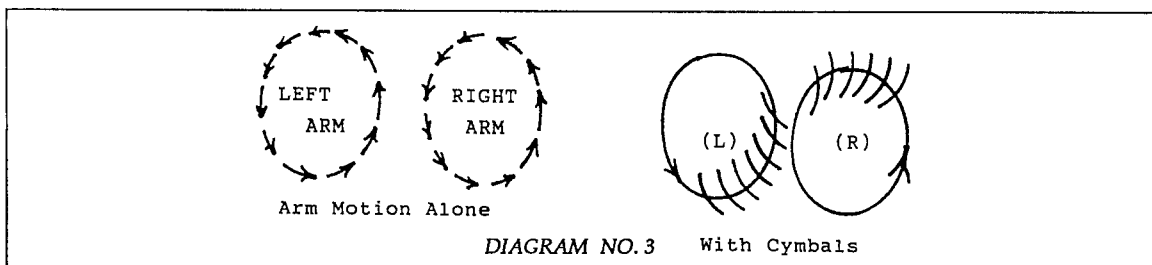 LEFT
ARM
RIGHT
ARM
(L)
(R)
Arm Motion Alone
DIAGRAM NO. 3
With Cymbals